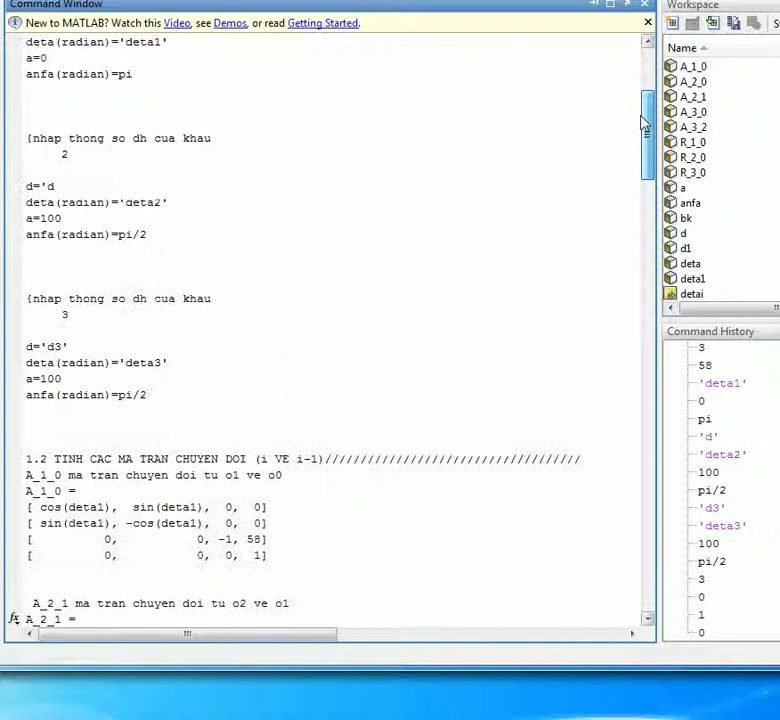 Command Window
New to MATLAB? Watch this Video, see Demos, or read Getting Started.
deta(radian)='deta1'
a=0
anfa(radian)=pi
(nhap thong so dh cua khau
2
d='d
deta(radian)='deta2'
a=100
anfa(radian)=pi/2
(nhap thong so dh cua khau
3
d='d3'
deta(radian)='deta3'
a=100
anfa(radian)=pi/2
1.2 TINH CAC MA TRAN CHUYEN DOI (i VE i-1)////////////////////////////////////
A_1_0 ma tran chuyen doi tu o1 ve o0
A_1_0 =
[ cos(deta1),  sin(deta1),  0,  0]
[ sin(deta1), -cos(deta1),  0,  0]
[          0,           0, -1, 58]
[          0,           0,  0,  1]
A_2_1 ma tran chuyen doi tu o2 ve o1
fx A_2_1 =
Workspace
Name
A_1_0
A_2_0
A_2_1
A_3_0
A_3_2
R_1_0
R_2_0
R_3_0
a
anfa
bk
d
d1
deta
deta1
detai
Command History
3
58
'deta1'
0
pi
'd'
'deta2'
100
pi/2
'd3'
'deta3'
100
pi/2
3
0
1
0